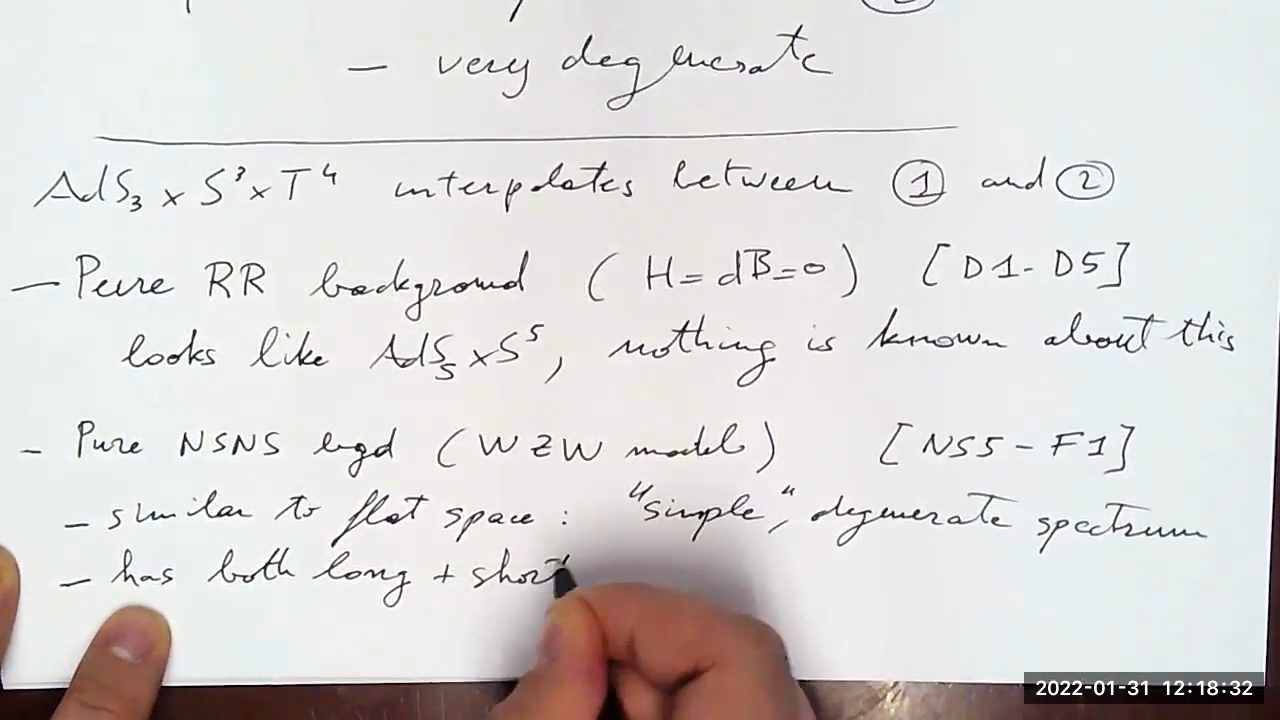 — very degenerate
AdS₃ × S³ × T⁴ interpolates between ① and ②
— Pure RR background ( H = dB = 0 ) [D1 - D5]
looks like AdS₅ × S⁵, nothing is known about this
- Pure NSNS bgd (WZW models) [NS5 - F1]
- similar to flat space : "simple", degenerate spectrum
- has both long + short
2022-01-31 12:18:32